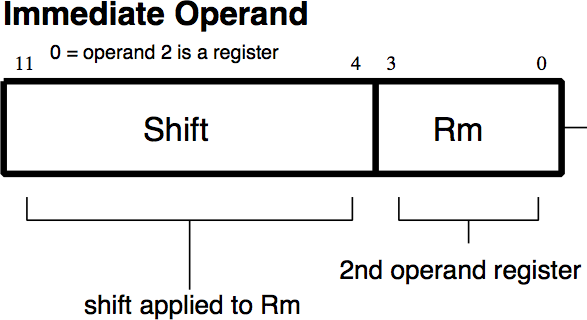 Immediate Operand
0 = operand 2 is a register
11 4 3 0
Shift Rm
2nd operand register
shift applied to Rm